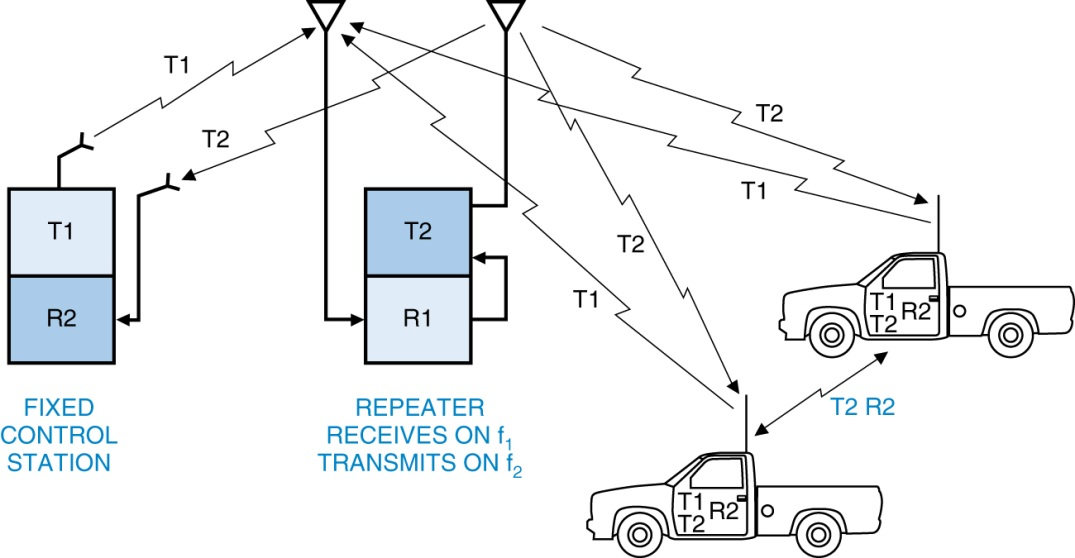 T1
T2
T2
T1
T1
T2
T2
T1
R2
R1
T1
T2
R2
T2 R2
FIXED
CONTROL
STATION
REPEATER
RECEIVES ON f1
TRANSMITS ON f2
T1
T2
R2